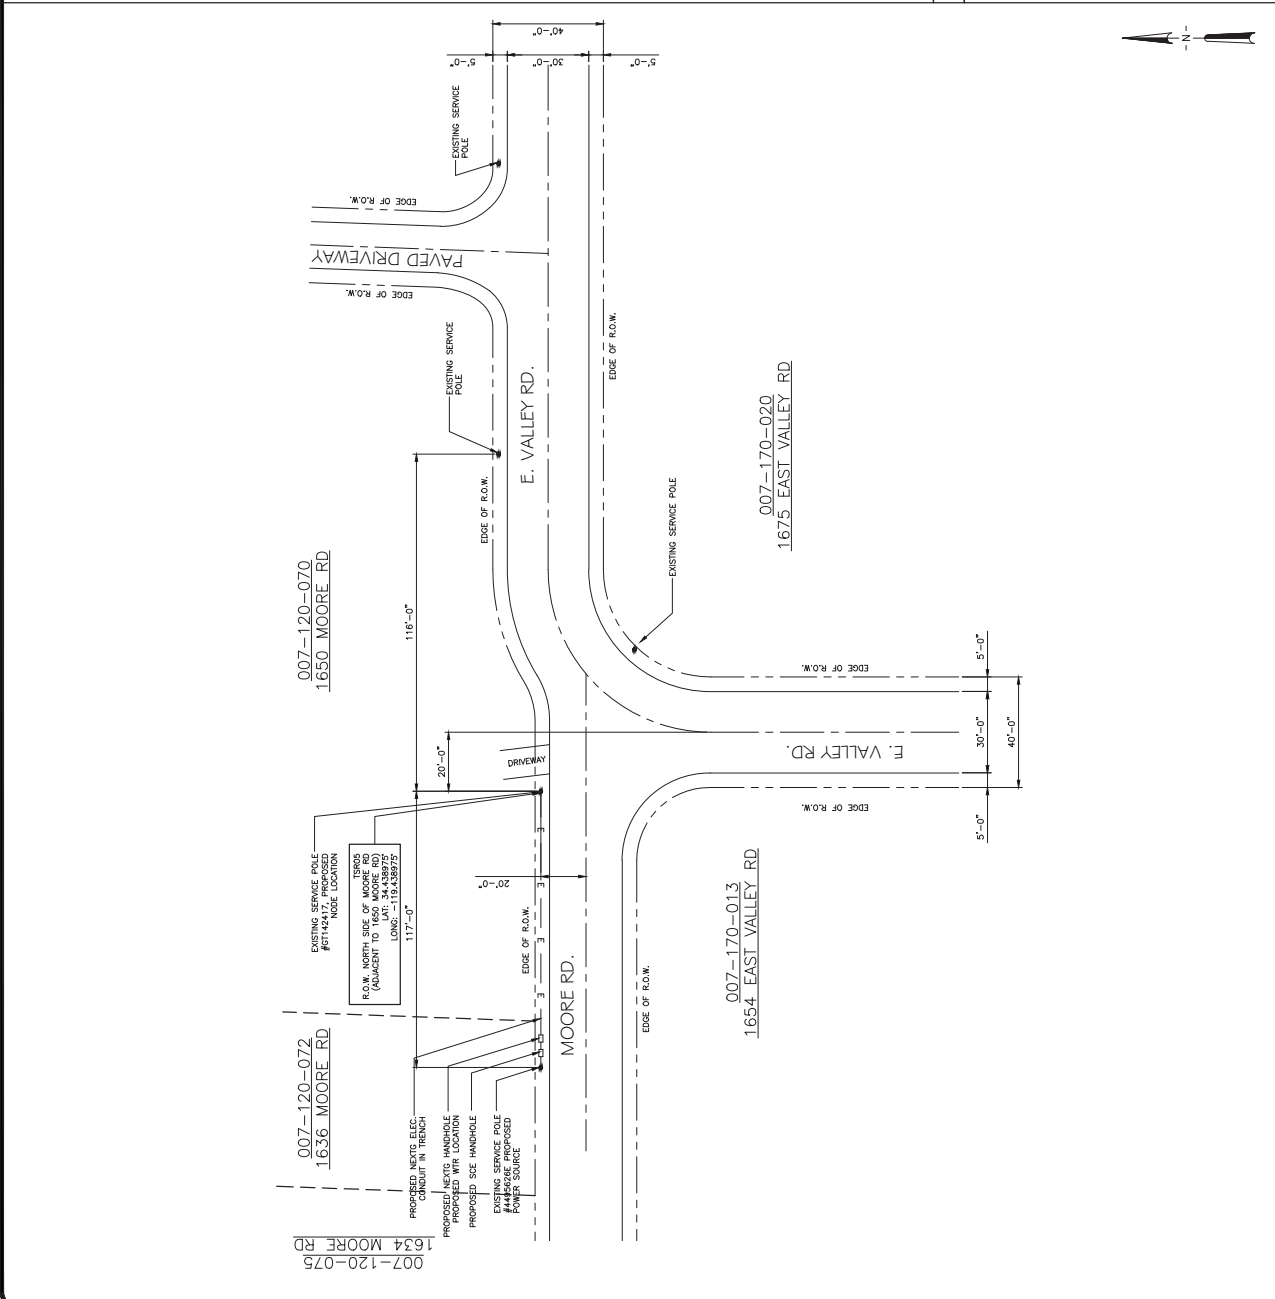 40'-0"
5'-0"
30'-0"
5'-0"
-N-
EXISTING SERVICE
POLE
EDGE OF R.O.W.
PAVED DRIVEWAY
EDGE OF R.O.W.
EXISTING SERVICE
POLE
E. VALLEY RD.
EDGE OF R.O.W.
EDGE OF R.O.W.
007-170-020
1675 EAST VALLEY RD
EXISTING SERVICE POLE
007-120-070
1650 MOORE RD
116'-0"
20'-0"
DRIVEWAY
EDGE OF R.O.W.
5'-0"
30'-0"
40'-0"
E. VALLEY RD.
EDGE OF R.O.W.
5'-0"
EXISTING SERVICE POLE
#GT142417, PROPOSED
NODE LOCATION
TSR05
R.O.W. NORTH SIDE OF MOORE RD
(ADJACENT TO 1650 MOORE RD)
LAT: 34.438975°
LONG: -119.438975°
117'-0"
20'-0"
E
E
E
E
EDGE OF R.O.W.
MOORE RD.
EDGE OF R.O.W.
007-170-013
1654 EAST VALLEY RD
007-120-072
1636 MOORE RD
PROPOSED NEXTG ELEC.
CONDUIT IN TRENCH
PROPOSED NEXTG HANDHOLE
PROPOSED WTR LOCATION
PROPOSED SCE HANDHOLE
EXISTING SERVICE POLE
#4495626E PROPOSED
POWER SOURCE
007-120-075
1634 MOORE RD